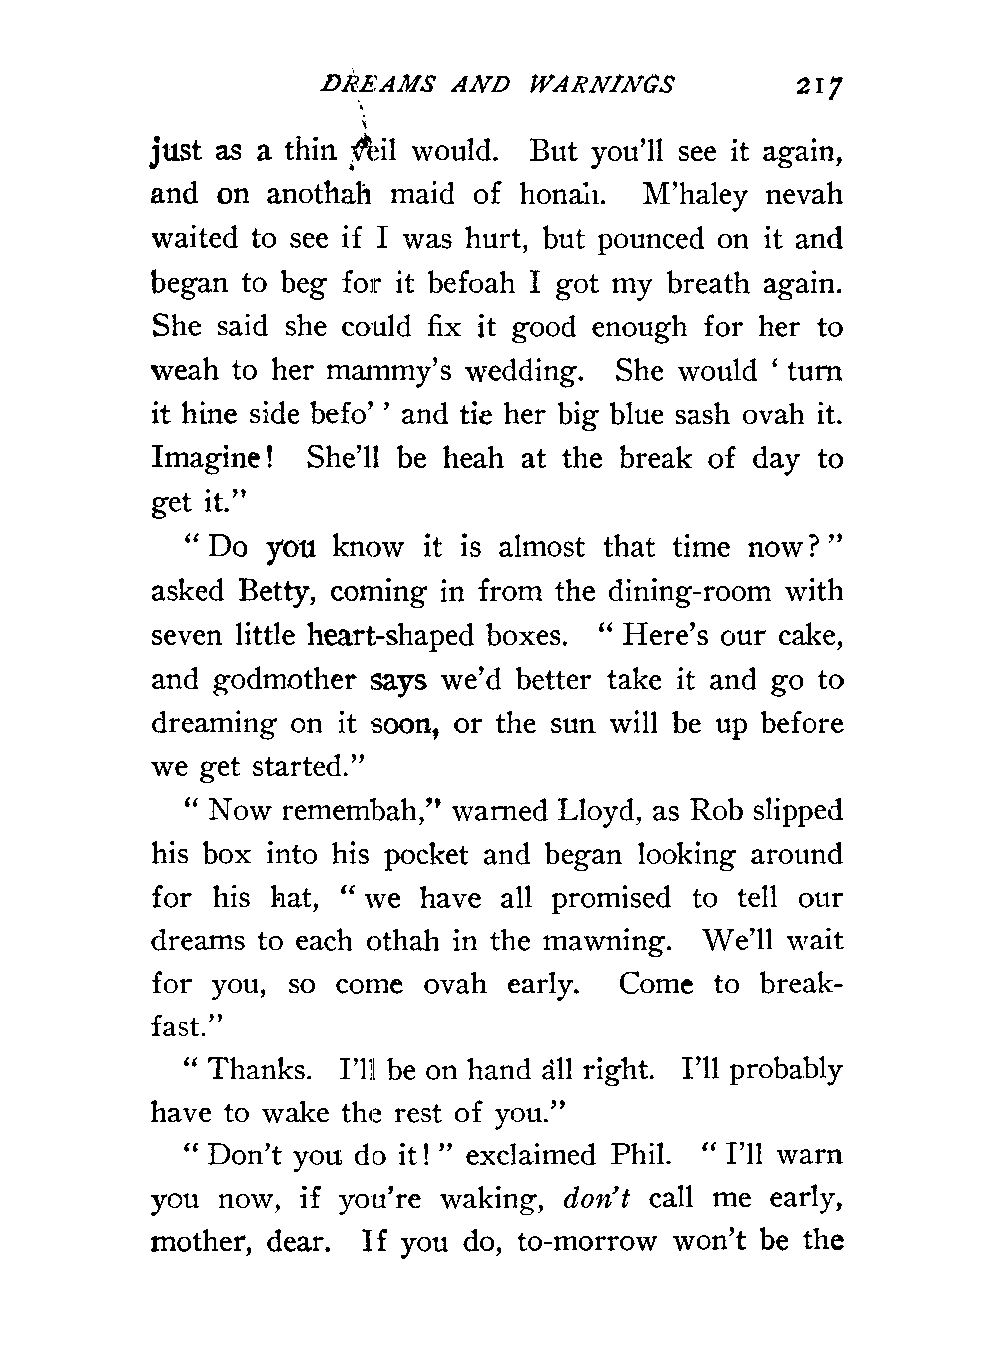 DREAMS AND WARNINGS 217
just as a thin veil would. But you'll see it again,
and on anothah maid of honah. M'haley nevah
waited to see if I was hurt, but pounced on it and
began to beg for it befoah I got my breath again.
She said she could fix it good enough for her to
weah to her mammy's wedding. She would ‘ turn
it hine side befo' ’ and tie her big blue sash ovah it.
Imagine! She'll be heah at the break of day to
get it.”
“ Do you know it is almost that time now? ”
asked Betty, coming in from the dining-room with
seven little heart-shaped boxes. “ Here's our cake,
and godmother says we'd better take it and go to
dreaming on it soon, or the sun will be up before
we get started.”
“ Now remembah,” warned Lloyd, as Rob slipped
his box into his pocket and began looking around
for his hat, “ we have all promised to tell our
dreams to each othah in the mawning. We'll wait
for you, so come ovah early. Come to break-
fast.”
“ Thanks. I'll be on hand all right. I'll probably
have to wake the rest of you.”
“ Don't you do it! ” exclaimed Phil. “ I'll warn
you now, if you're waking, don't call me early,
mother, dear. If you do, to-morrow won't be the